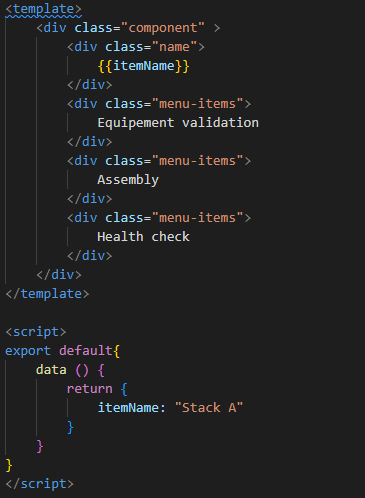 <template>
    <div class="component" >
        <div class="name">
            {{itemName}}
        </div>
        <div class="menu-items">
            Equipement validation
        </div>
        <div class="menu-items">
            Assembly
        </div>
        <div class="menu-items">
            Health check
        </div>
    </div>
</template>

<script>
export default{
    data () {
        return {
            itemName: "Stack A"
        }
    }
}
</script>